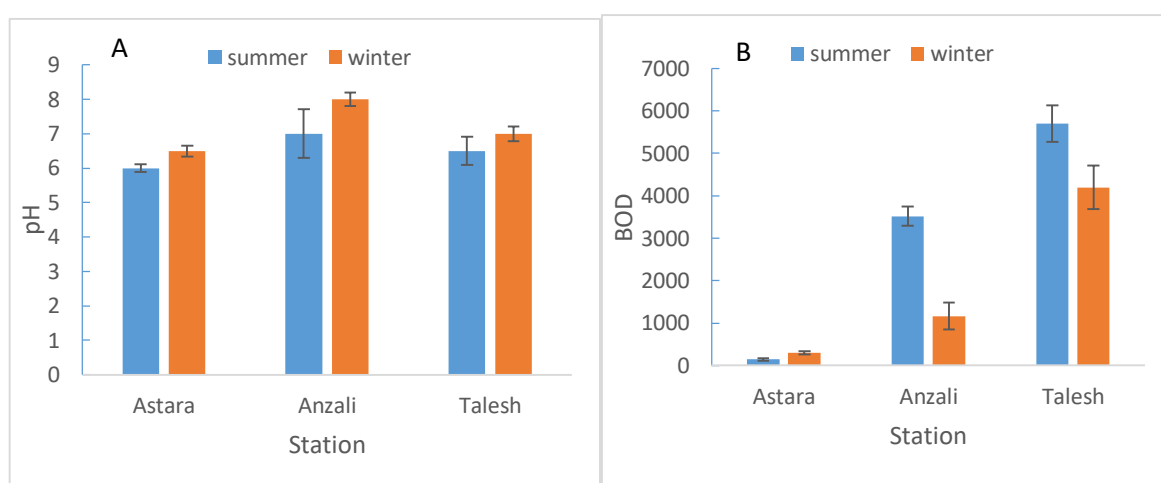 A
summer winter
9
8
7
6
5
4
3
2
1
0
pH
Astara Anzali Talesh
Station
B
summer winter
7000
6000
5000
4000
3000
2000
1000
0
BOD
Astara Anzali Talesh
Station